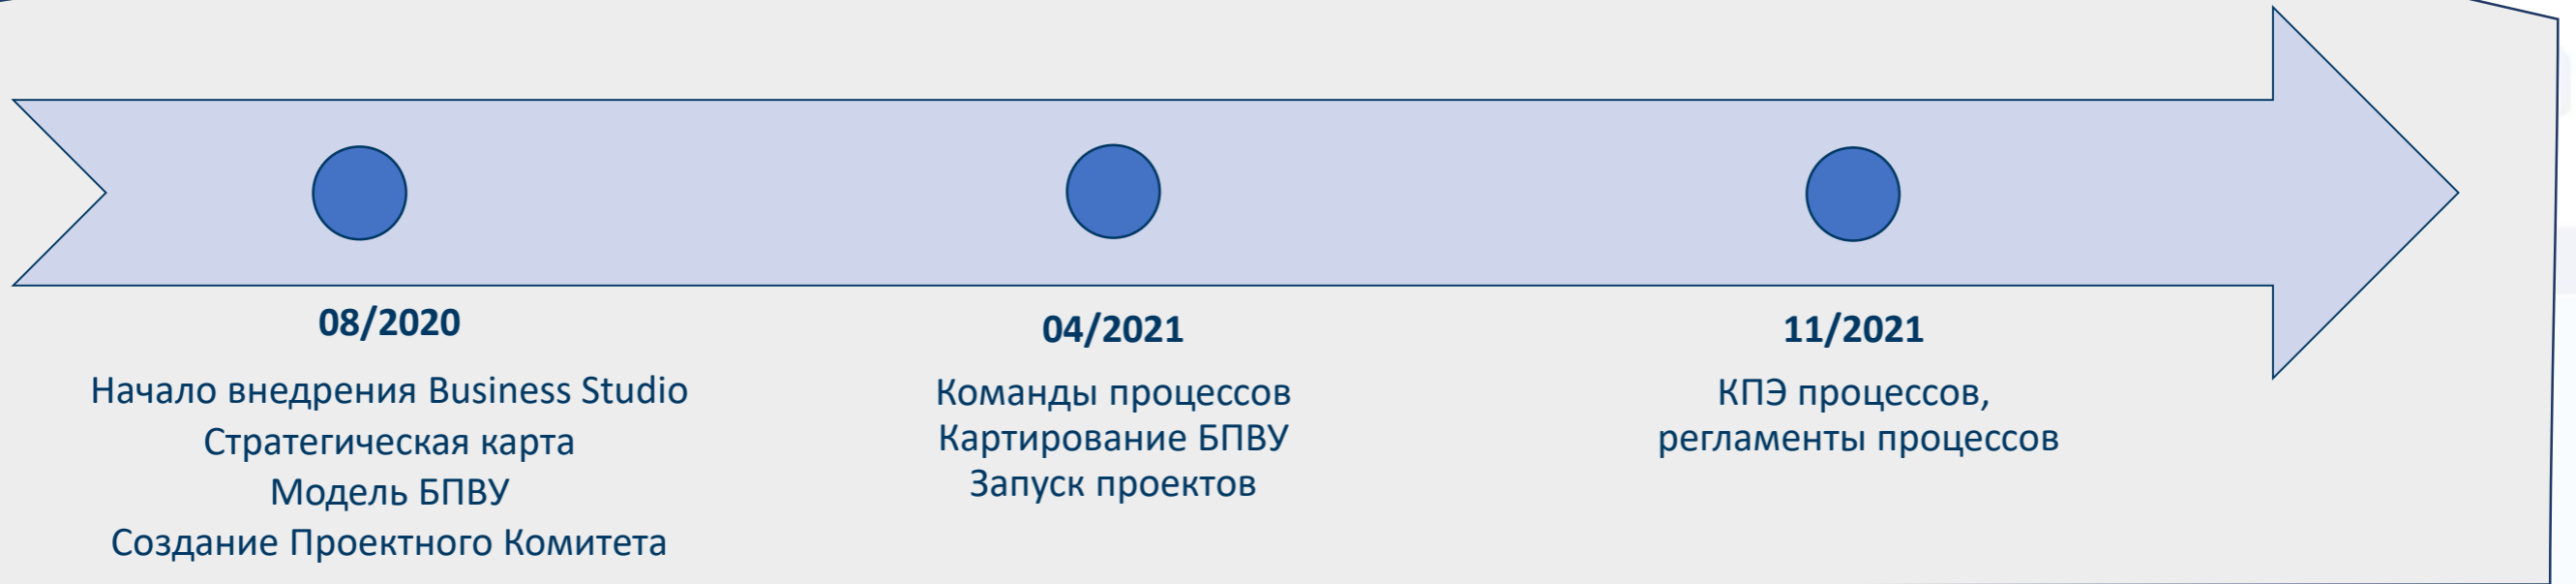 08/2020
Начало внедрения Business Studio
Стратегическая карта
Модель БПВУ
Создание Проектного Комитета
04/2021
Команды процессов
Картирование БПВУ
Запуск проектов
11/2021
КПЭ процессов,
регламенты процессов